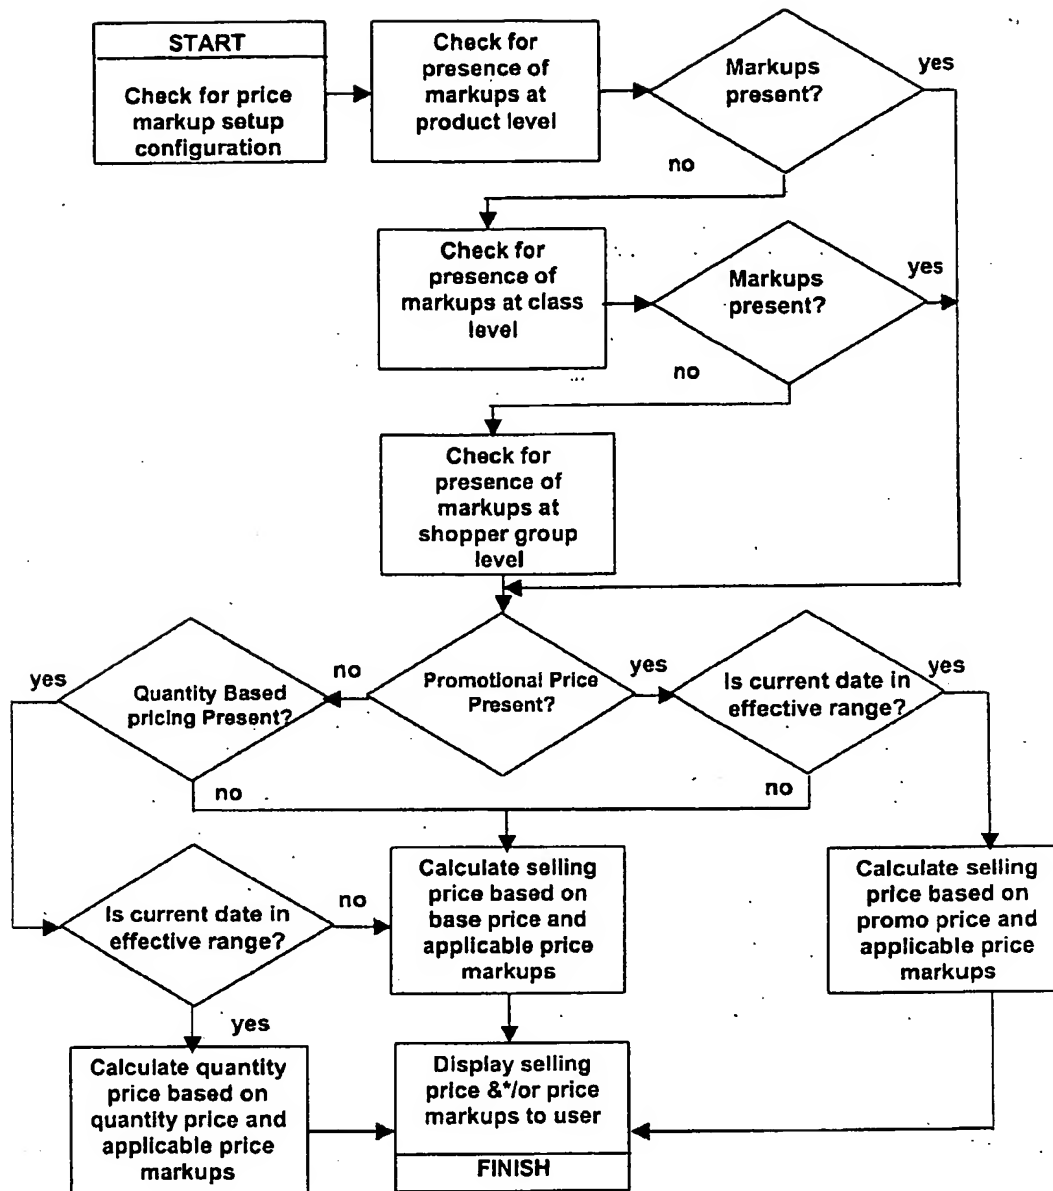 START
Check for price
markup setup
configuration
Check for
presence of
markups at
product level
Markups
present?
yes
no
Check for
presence of
markups at class
level
Markups
present?
yes
no
Check for
presence of
markups at
shopper group
level
yes
Quantity Based
pricing Present?
no
Promotional Price
Present?
yes
Is current date in
effective range?
yes
no
no
Is current date in
effective range?
no
Calculate selling
price based on
base price and
applicable price
markups
Calculate selling
price based on
promo price and
applicable price
markups
yes
Calculate quantity
price based on
quantity price and
applicable price
markups
Display selling
price &*/or price
markups to user
FINISH